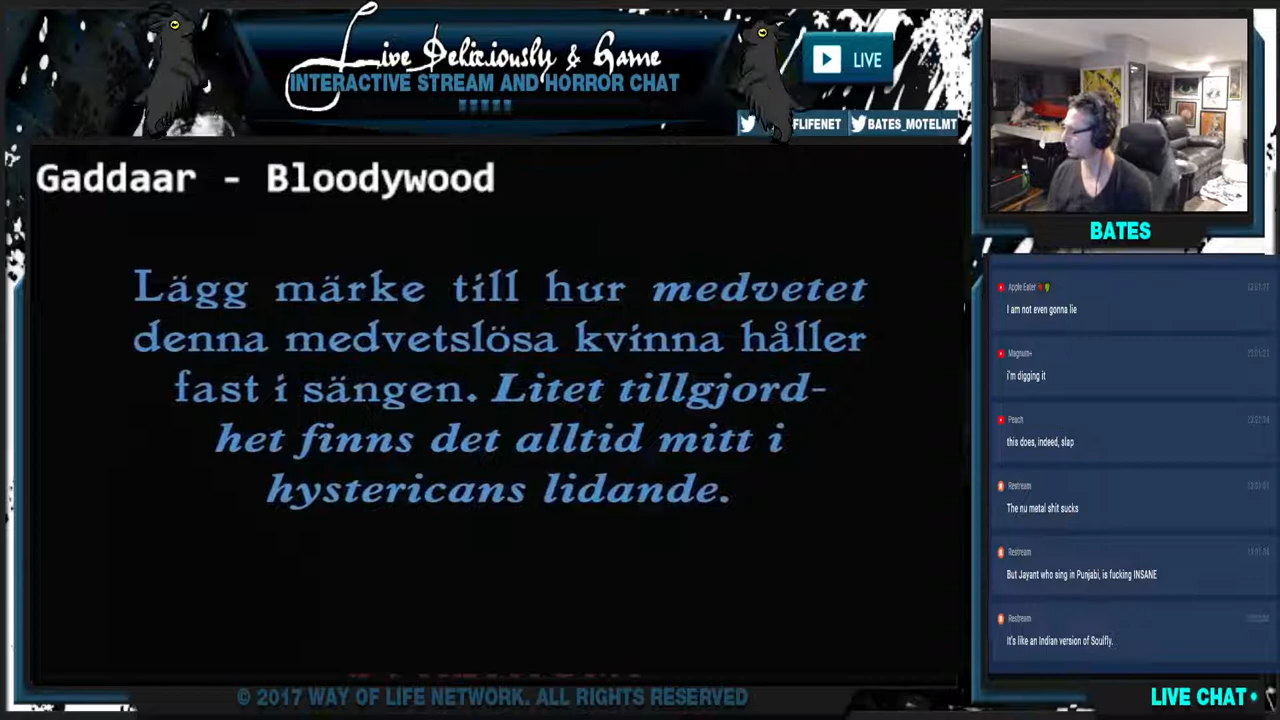 Live Deliciously & Game
INTERACTIVE STREAM AND HORROR CHAT
LIVE
FLIFENET
BATES_MOTELMT
Gaddaar - Bloodywood
Lägg märke till hur medvetet
denna medvetslösa kvinna håller
fast i sängen. Litet tillgjord-
het finns det alltid mitt i
hystericans lidande.
BATES
Apple Eater
I am not even gonna lie
Magnum+
i'm digging it
Peach
this does, indeed, slap
Restream
The nu metal shit sucks
Restream
But Jayant who sing in Punjabi, is fucking INSANE
Restream
It's like an Indian version of Soulfly.
© 2017 WAY OF LIFE NETWORK. ALL RIGHTS RESERVED
LIVE CHAT